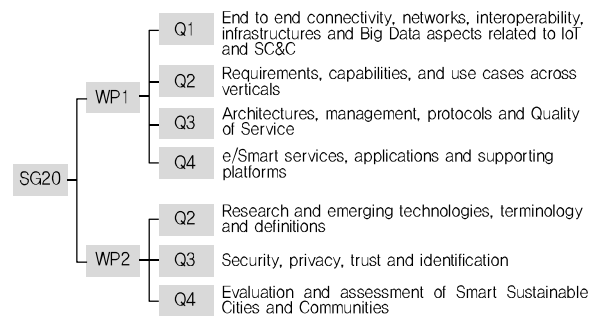 Q1
End to end connectivity, networks, interoperability,
infrastructures and Big Data aspects related to IoT
and SC&C
WP1
Q2
Requirements, capabilities, and use cases across
verticals
Q3
Architectures, management, protocols and Quality
of Service
Q4
e/Smart services, applications and supporting
platforms
SG20
WP2
Q2
Research and emerging technologies, terminology
and definitions
Q3
Security, privacy, trust and identification
Q4
Evaluation and assessment of Smart Sustainable
Cities and Communities